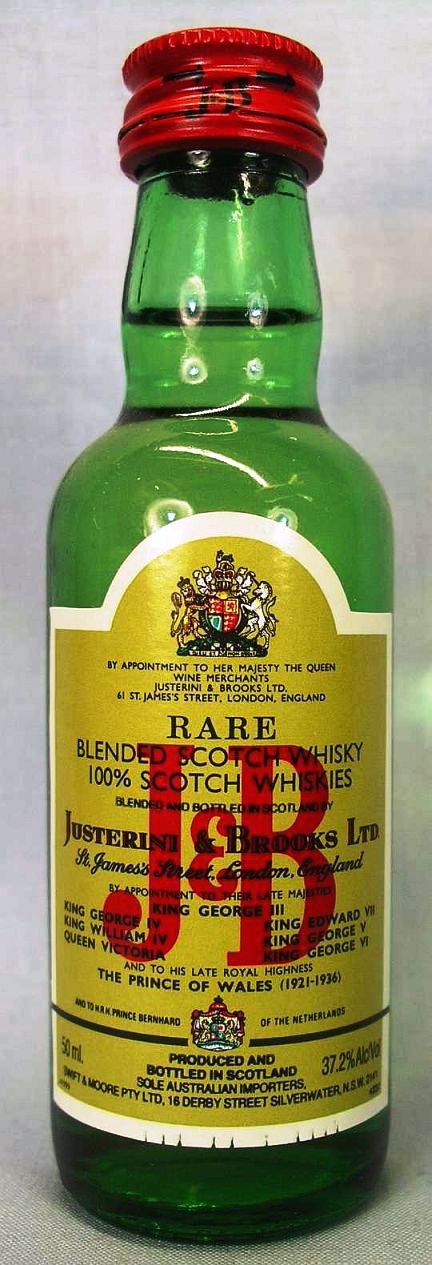 J&B
BY APPOINTMENT TO HER MAJESTY THE QUEEN
WINE MERCHANTS
JUSTERINI & BROOKS LTD.
61 ST. JAMES'S STREET, LONDON, ENGLAND
RARE
BLENDED SCOTCH WHISKY
100% SCOTCH WHISKIES
BLENDED AND BOTTLED IN SCOTLAND BY
J&B
JUSTERINI & BROOKS LTD.
St. James's Street, London, England
BY APPOINTMENT TO THEIR LATE MAJESTIES
KING GEORGE III
KING GEORGE IV KING EDWARD VII
KING WILLIAM IV KING GEORGE V
QUEEN VICTORIA KING GEORGE VI
AND TO HIS LATE ROYAL HIGHNESS
THE PRINCE OF WALES (1921-1936)
AND TO H.R.H. PRINCE BERNHARD OF THE NETHERLANDS
50 ml. PRODUCED AND 37.2%Alc/Vol
BOTTLED IN SCOTLAND
SOLE AUSTRALIAN IMPORTERS,
SWIFT & MOORE PTY LTD, 16 DERBY STREET SILVERWATER, N.S.W. 2141